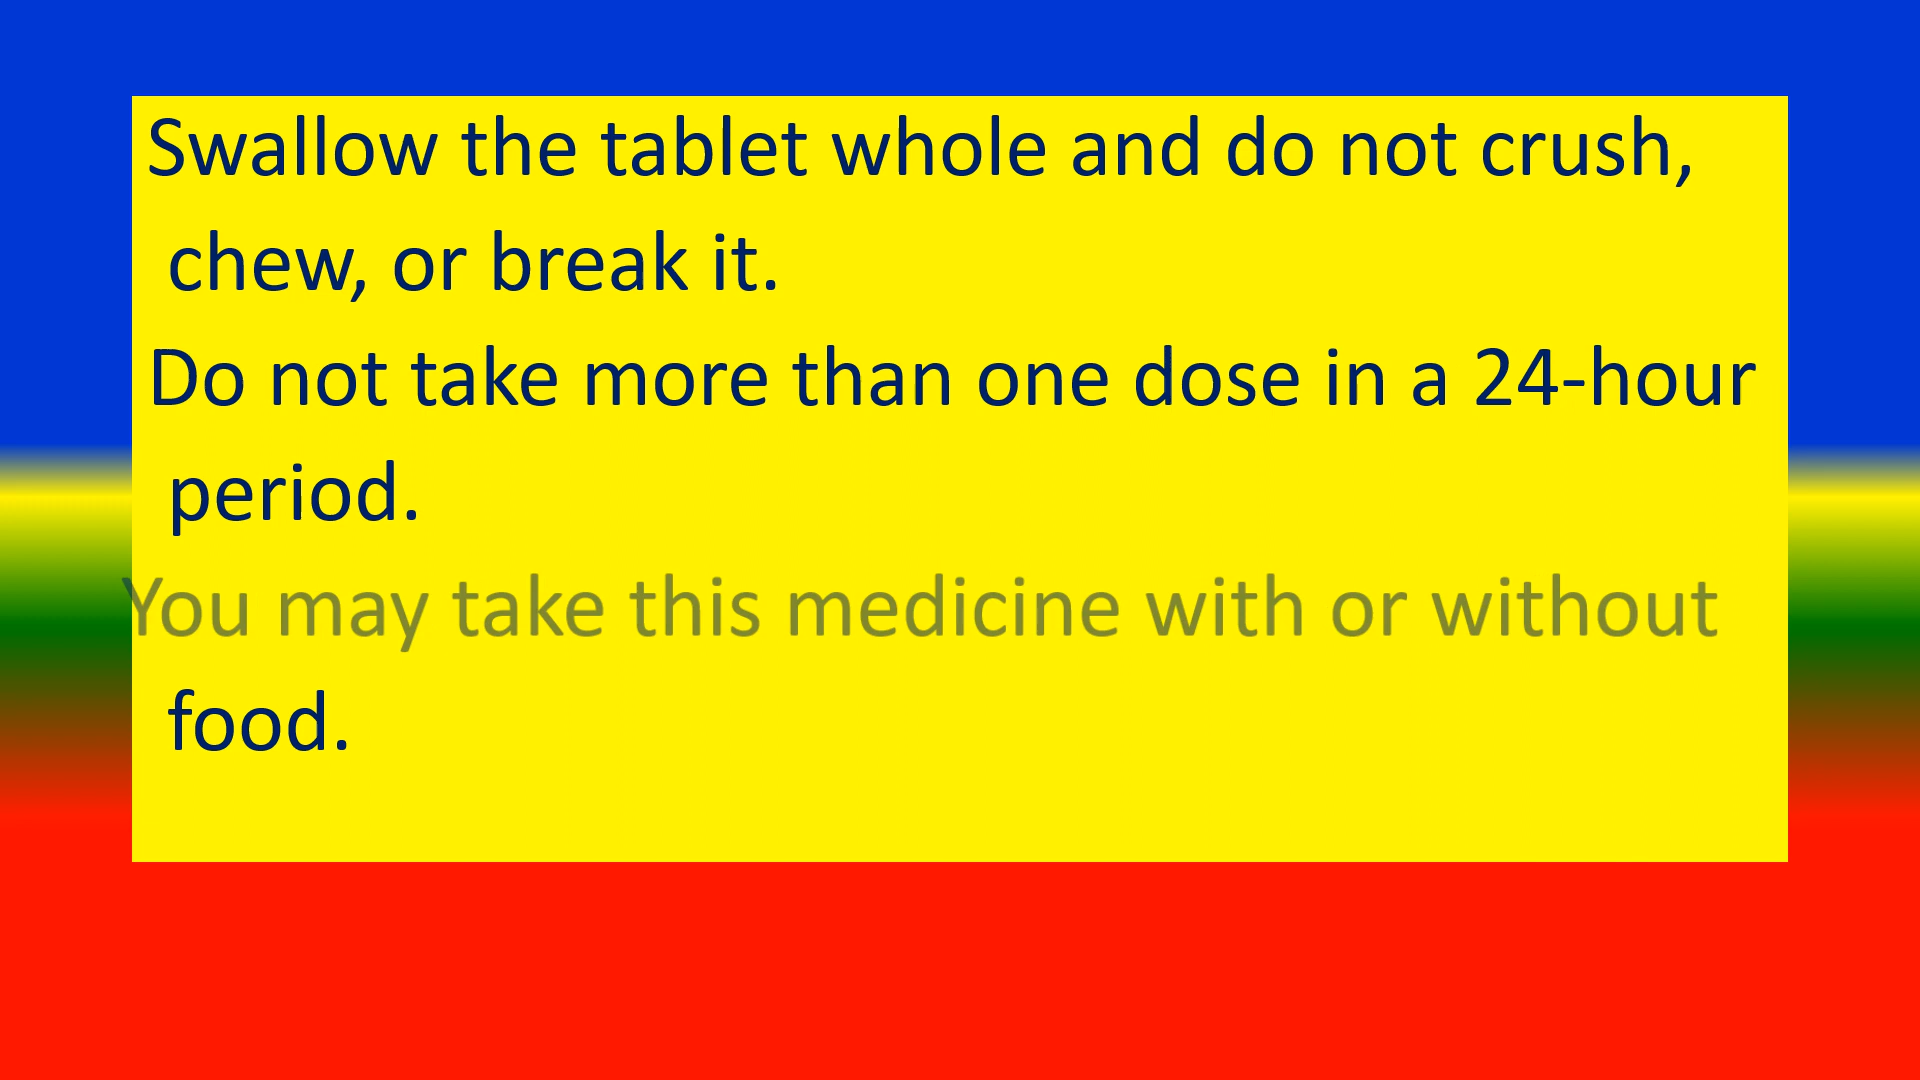 Swallow the tablet whole and do not crush,
chew, or break it.
Do not take more than one dose in a 24-hour
period.
You may take this medicine with or without
food.